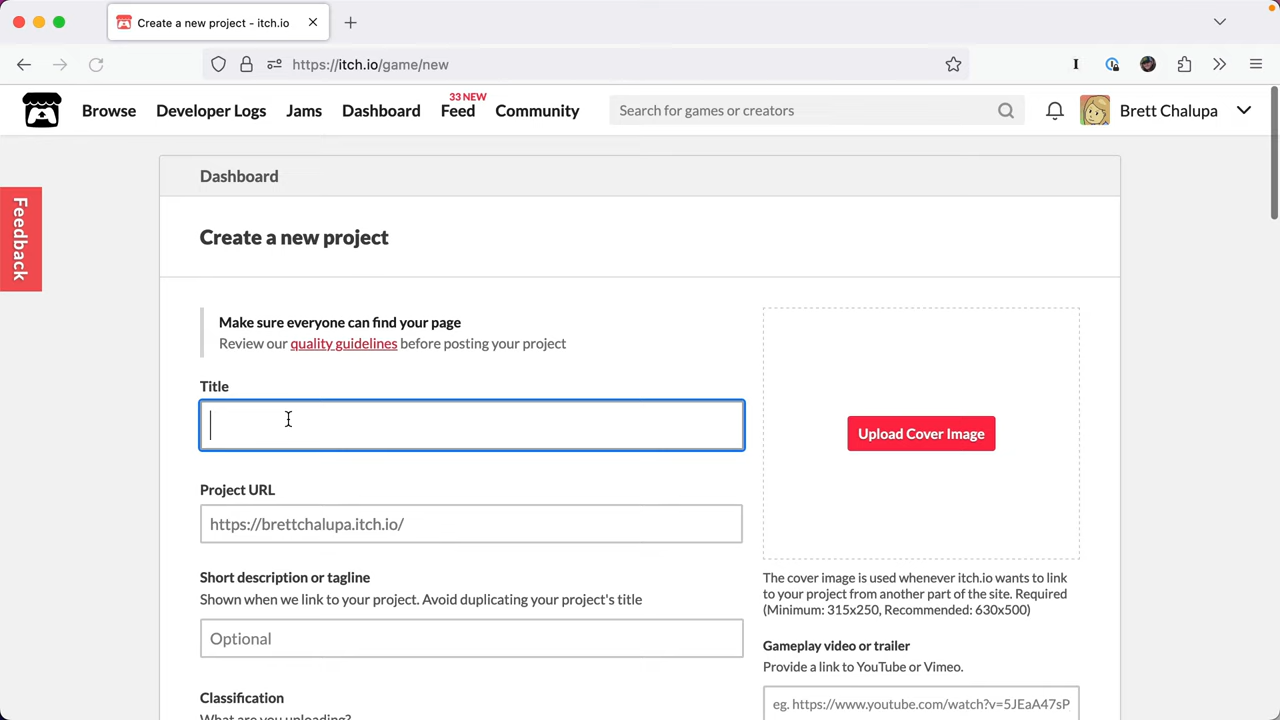 Create a new project - itch.io
https://itch.io/game/new
Browse
Developer Logs
Jams
Dashboard
33 NEW
Feed
Community
Search for games or creators
Brett Chalupa
Feedback
Dashboard
Create a new project
Make sure everyone can find your page
Review our quality guidelines before posting your project
Title
Upload Cover Image
Project URL
https://brettchalupa.itch.io/
Short description or tagline
Shown when we link to your project. Avoid duplicating your project's title
Optional
The cover image is used whenever itch.io wants to link
to your project from another part of the site. Required
(Minimum: 315x250, Recommended: 630x500)
Gameplay video or trailer
Provide a link to YouTube or Vimeo.
eg. https://www.youtube.com/watch?v=5JEaA47sP
Classification
What are you uploading?